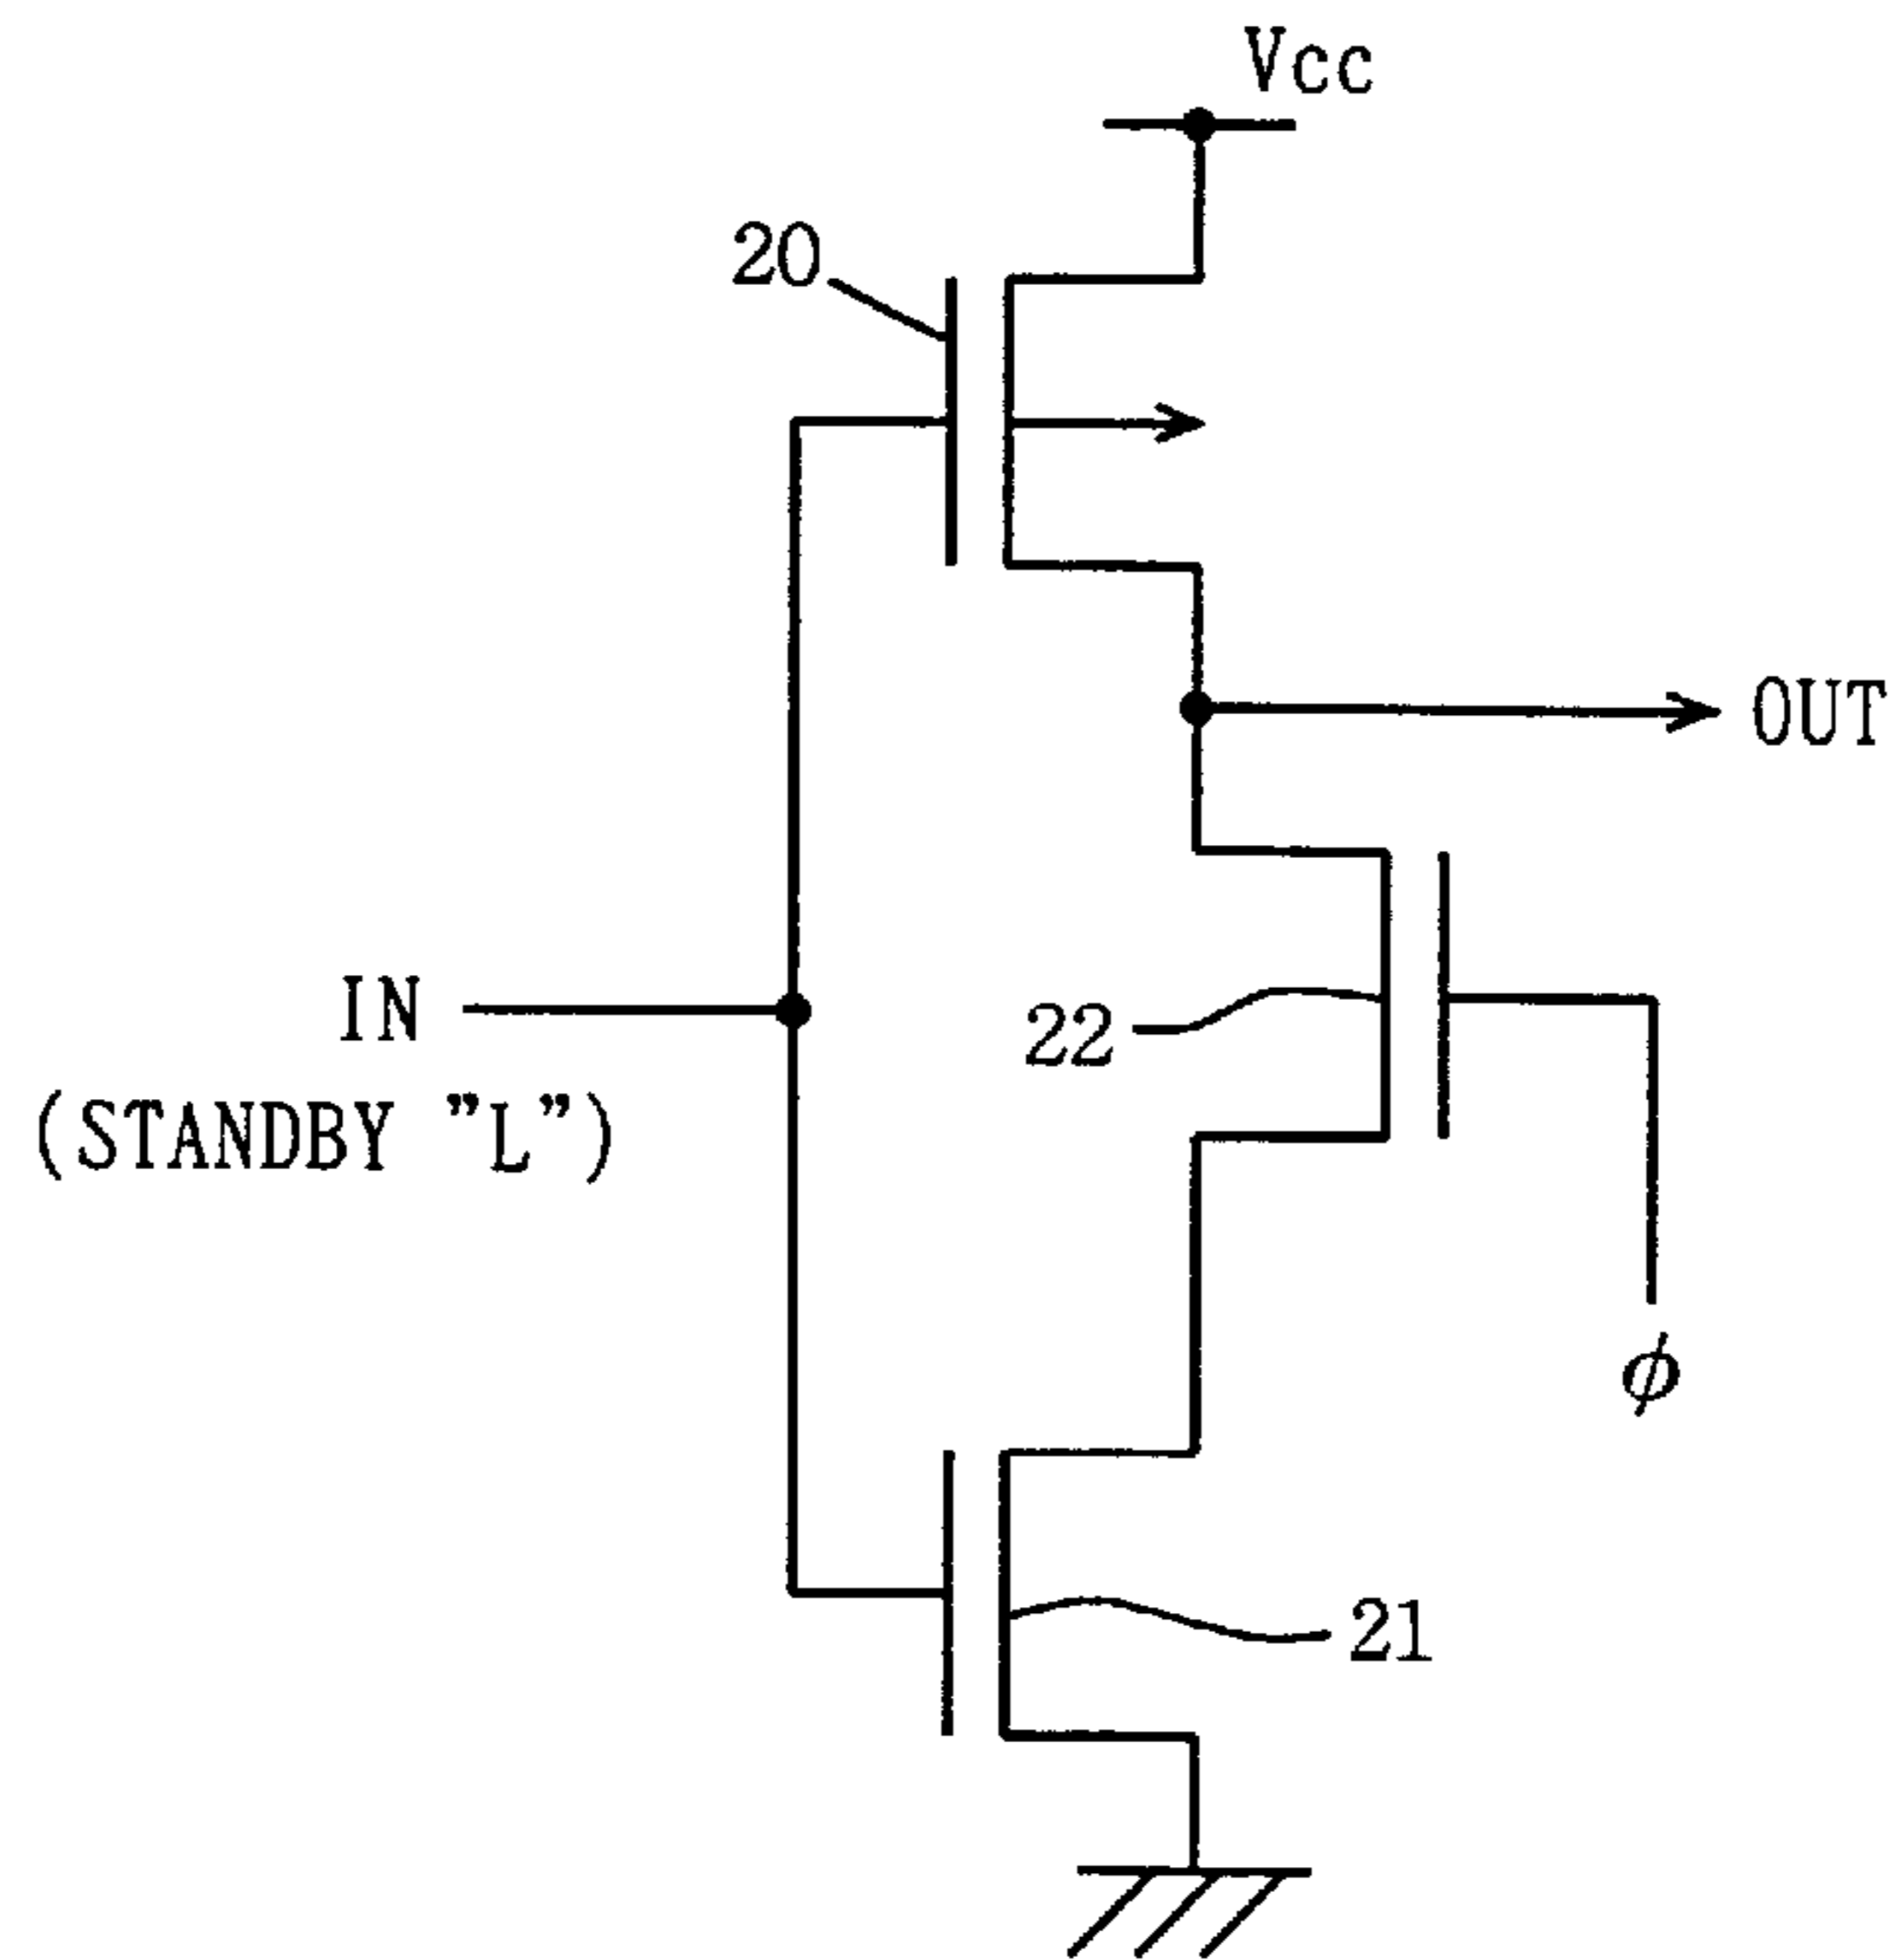 Vcc
20
OUT
IN
22
(STANDBY "L")
ϕ
21